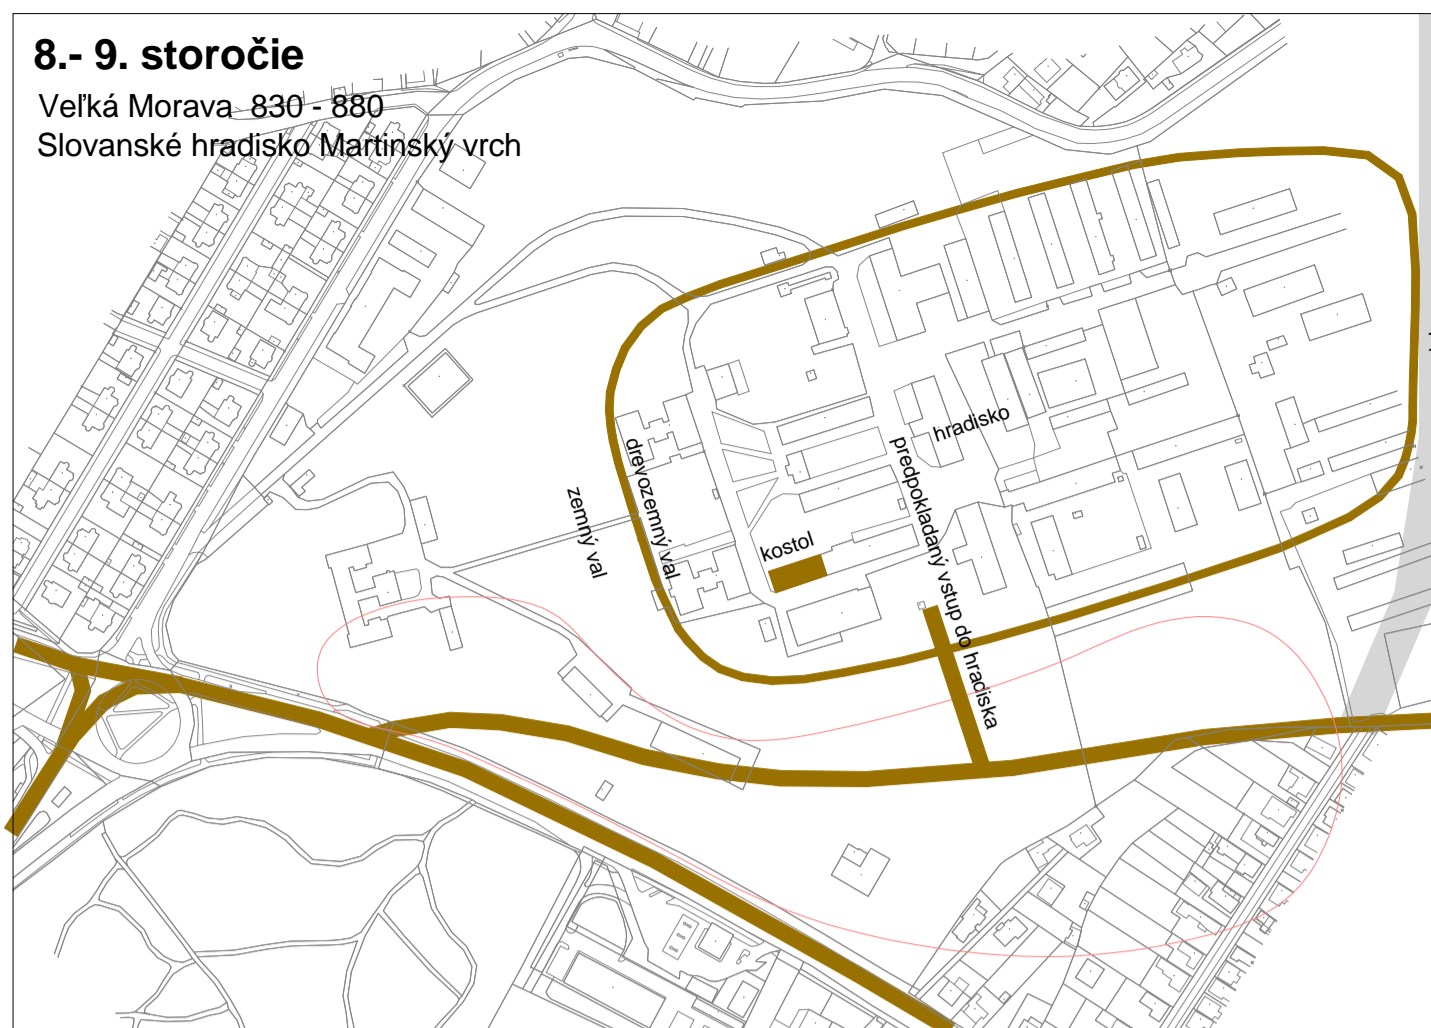 8.- 9. storočie
Veľká Morava 830 - 880
Slovanské hradisko Martinský vrch
hradisko
predpokladaný vstup do hradiska
drevozemný val
zemný val
kostol